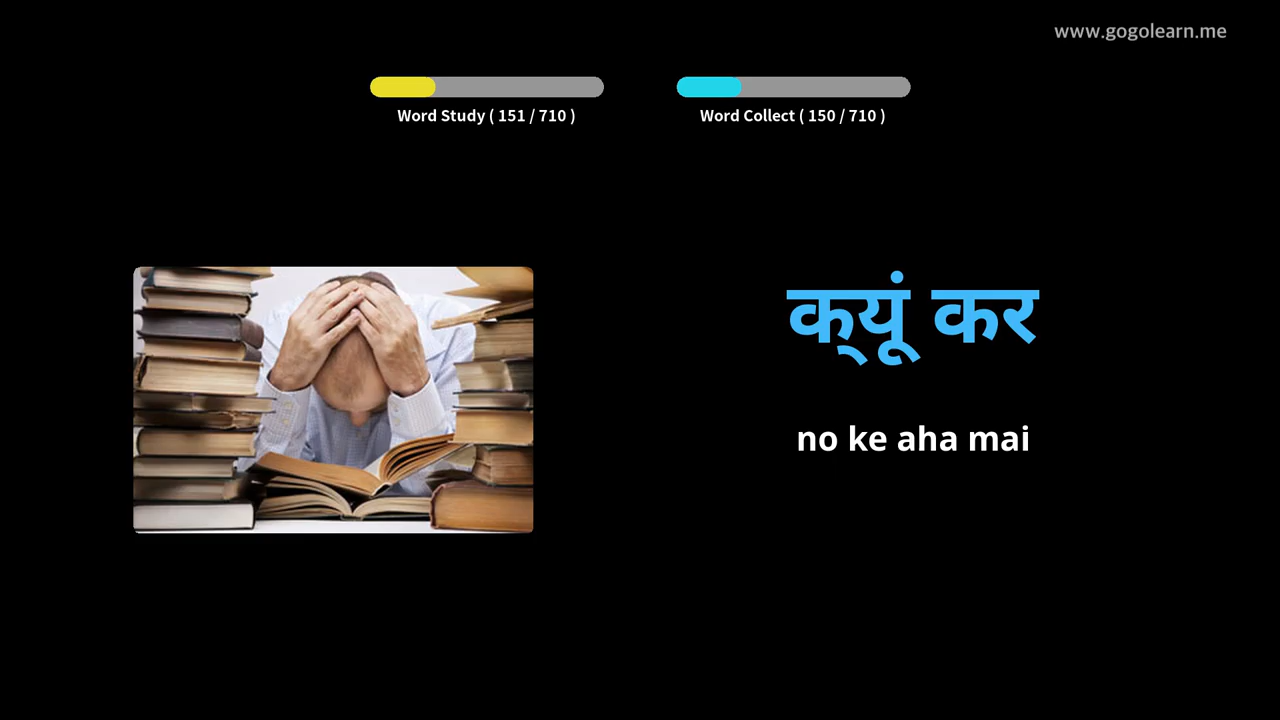 www.gogolearn.me
Word Study ( 151 / 710 )
Word Collect ( 150 / 710 )
क्यूं कर
no ke aha mai